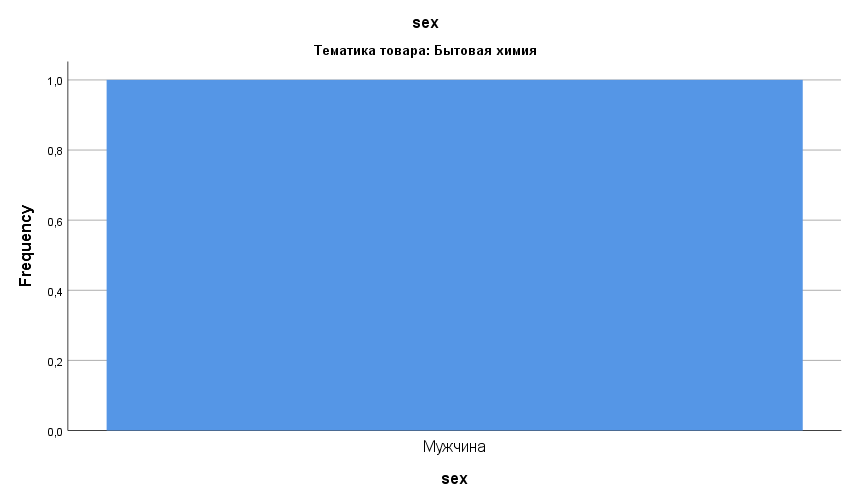 sex
Тематика товара: Бытовая химия
Frequency
1,0
0,8
0,6
0,4
0,2
0,0
Мужчина
sex